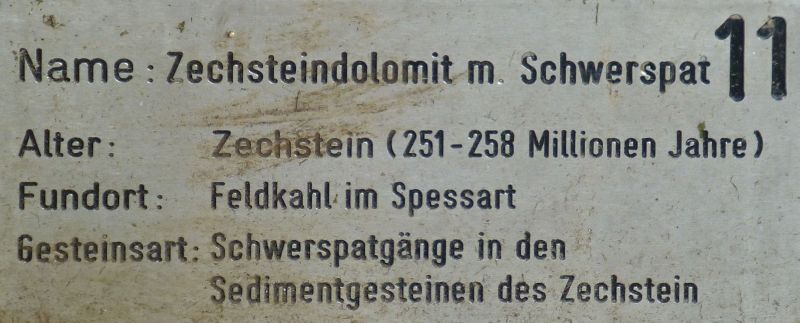 Name: Zechsteindolomit m. Schwerspat 11
Alter: Zechstein (251-258 Millionen Jahre)
Fundort: Feldkahl im Spessart
Gesteinsart: Schwerspatgänge in den
Sedimentgesteinen des Zechstein